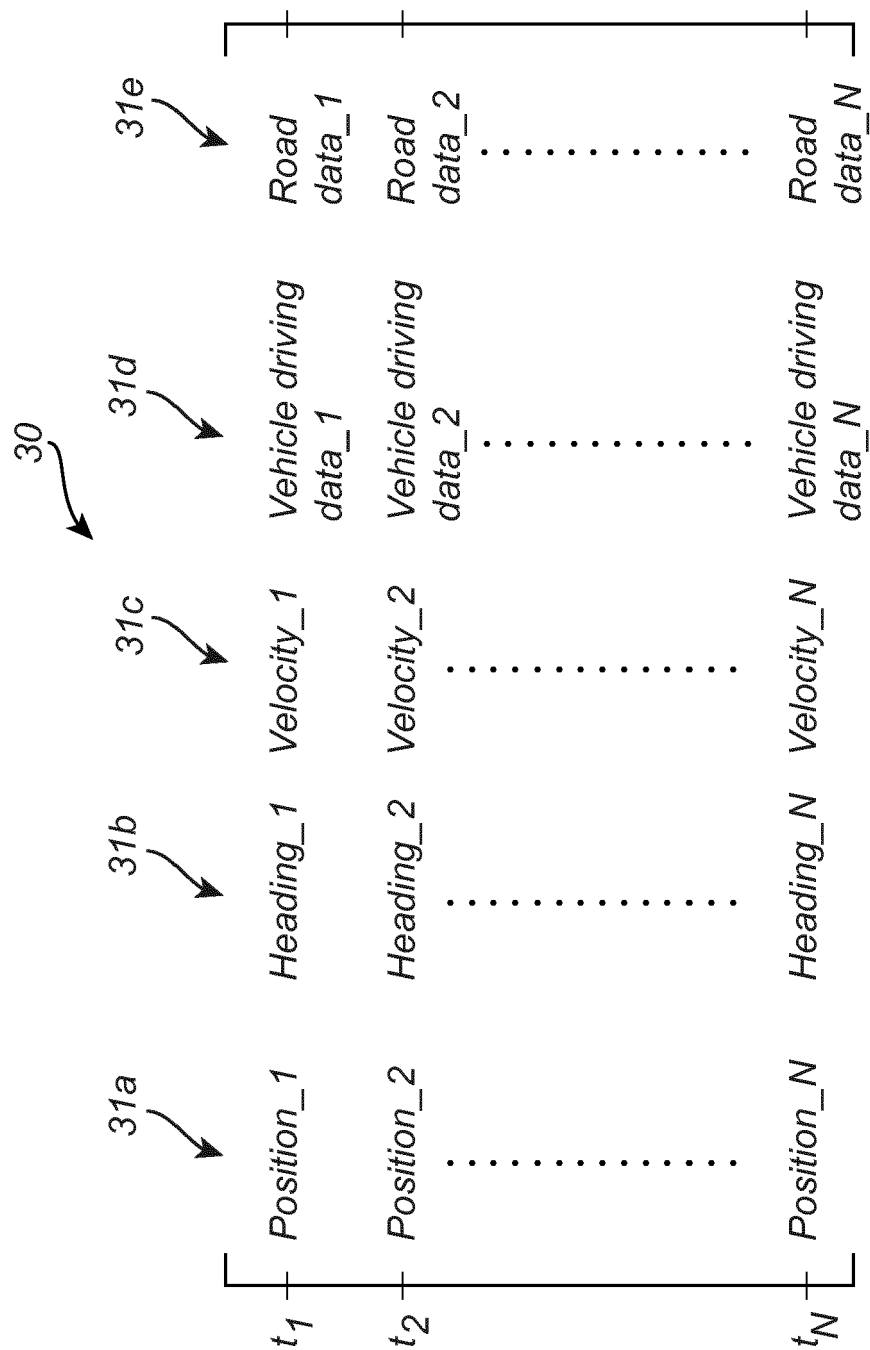 30
31a
31b
31c
31d
31e
t1
Position_1
Heading_1
Velocity_1
Vehicle driving
data_1
Road
data_1
t2
Position_2
Heading_2
Velocity_2
Vehicle driving
data_2
Road
data_2
tN
Position_N
Heading_N
Velocity_N
Vehicle driving
data_N
Road
data_N